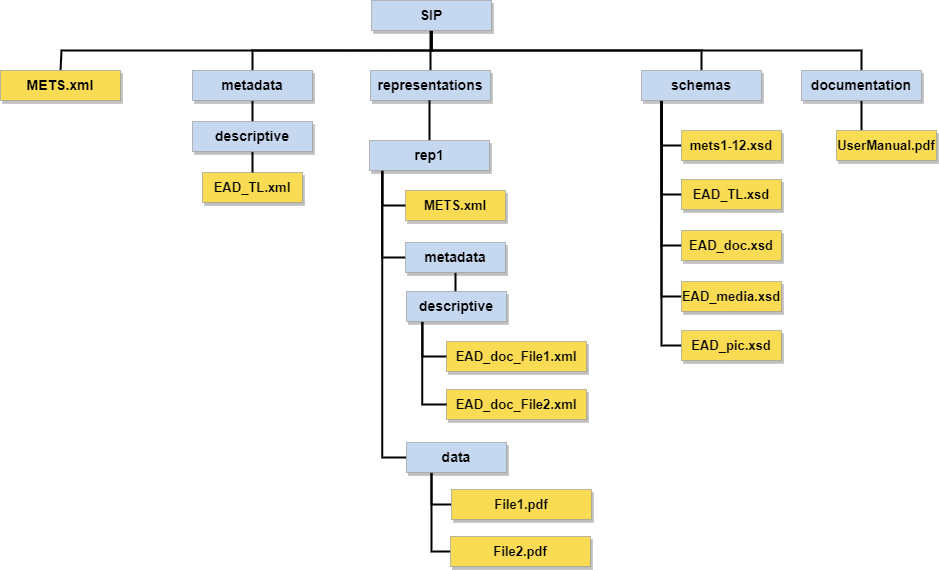 SIP
METS.xml
metadata
representations
schemas
documentation
descriptive
EAD_TL.xml
rep1
METS.xml
metadata
descriptive
EAD_doc_File1.xml
EAD_doc_File2.xml
data
File1.pdf
File2.pdf
mets1-12.xsd
EAD_TL.xsd
EAD_doc.xsd
EAD_media.xsd
EAD_pic.xsd
UserManual.pdf